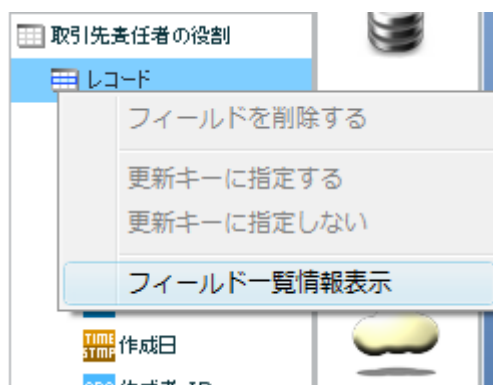 取引先責任者の役割
レコード
フィールドを削除する
更新キーに指定する
更新キーに指定しない
フィールド一覧情報表示
TIME
STMP
作成日